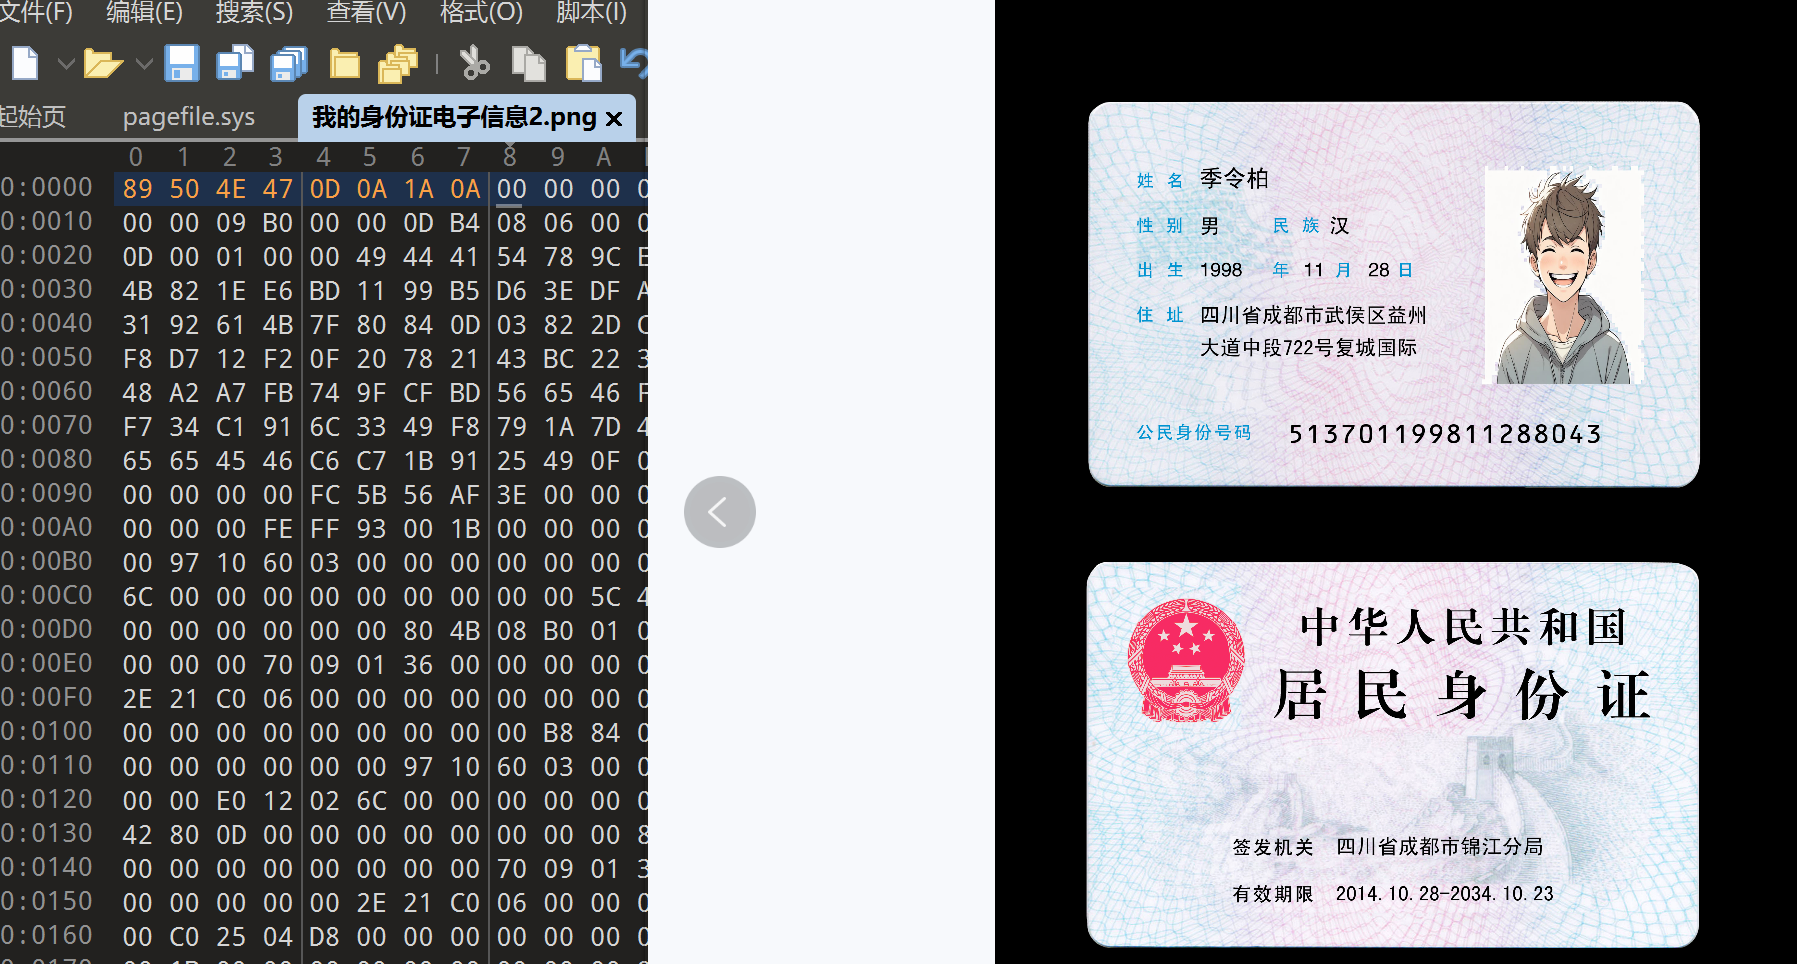 文件(F) 编辑(E) 搜索(S) 查看(V) 格式(O) 脚本(I)
起始页 pagefile.sys 我的身份证电子信息2.png ×
0 1 2 3 4 5 6 7 8 9 A
0:0000 89 50 4E 47 0D 0A 1A 0A 00 00 00
0:0010 00 00 09 B0 00 00 0D B4 08 06 00
0:0020 0D 00 01 00 00 49 44 41 54 78 9C
0:0030 4B 82 1E E6 BD 11 99 B5 D6 3E DF
0:0040 31 92 61 4B 7F 80 84 0D 03 82 2D
0:0050 F8 D7 12 F2 0F 20 78 21 43 BC 22
0:0060 48 A2 A7 FB 74 9F CF BD 56 65 46
0:0070 F7 34 C1 91 6C 33 49 F8 79 1A 7D
0:0080 65 65 45 46 C6 C7 1B 91 25 49 0F
0:0090 00 00 00 00 FC 5B 56 AF 3E 00 00
0:00A0 00 00 00 FE FF 93 00 1B 00 00 00
0:00B0 00 97 10 60 03 00 00 00 00 00 00
0:00C0 6C 00 00 00 00 00 00 00 00 00 5C
0:00D0 00 00 00 00 00 00 80 4B 08 B0 01
0:00E0 00 00 00 70 09 01 36 00 00 00 00
0:00F0 2E 21 C0 06 00 00 00 00 00 00 00
0:0100 00 00 00 00 00 00 00 00 00 B8 84
0:0110 00 00 00 00 00 00 97 10 60 03 00
0:0120 00 00 E0 12 02 6C 00 00 00 00 00
0:0130 42 80 0D 00 00 00 00 00 00 00 00
0:0140 00 00 00 00 00 00 00 00 70 09 01
0:0150 00 00 00 00 00 2E 21 C0 06 00 00
0:0160 00 C0 25 04 D8 00 00 00 00 00 00
姓名 季令柏
性别 男 民族 汉
出生 1998 年 11 月 28 日
住址 四川省成都市武侯区益州
大道中段722号复城国际
公民身份号码 513701199811288043
中华人民共和国
居民身份证
签发机关 四川省成都市锦江分局
有效期限 2014.10.28-2034.10.23